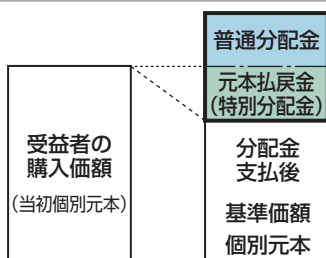 受益者の
購入価額
(当初個別元本)
普通分配金
元本払戻金
(特別分配金)
分配金
支払後
基準価額
個別元本